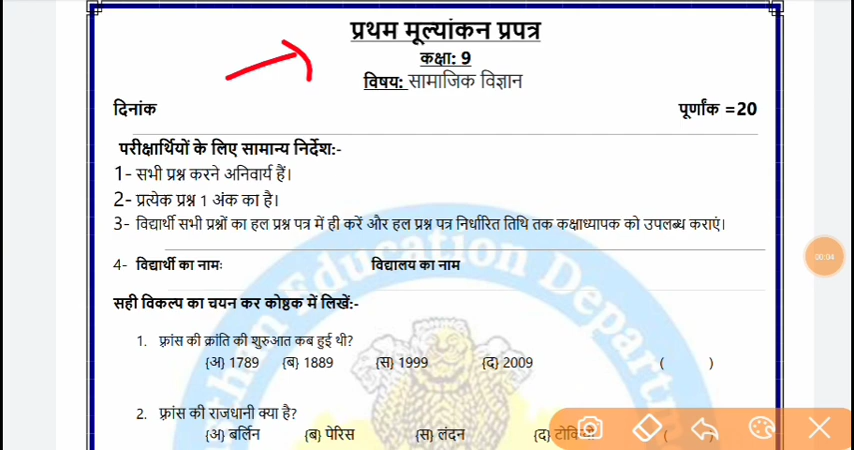 प्रथम मूल्यांकन प्रपत्र
कक्षा: 9
विषय: सामाजिक विज्ञान
दिनांक पूर्णांक =20
परीक्षार्थियों के लिए सामान्य निर्देश:-
1- सभी प्रश्न करने अनिवार्य हैं।
2- प्रत्येक प्रश्न 1 अंक का है।
3- विद्यार्थी सभी प्रश्नों का हल प्रश्न पत्र में ही करें और हल प्रश्न पत्र निर्धारित तिथि तक कक्षाध्यापक को उपलब्ध कराएं।
4- विद्यार्थी का नामः विद्यालय का नाम
00:04
सही विकल्प का चयन कर कोष्ठक में लिखें:-
1. फ्रांस की क्रांति की शुरुआत कब हुई थी?
{अ} 1789 {ब} 1889 {स} 1999 {द} 2009 ( )
2. फ्रांस की राजधानी क्या है?
{अ} बर्लिन {ब} पेरिस {स} लंदन {द} ( )
Education Department